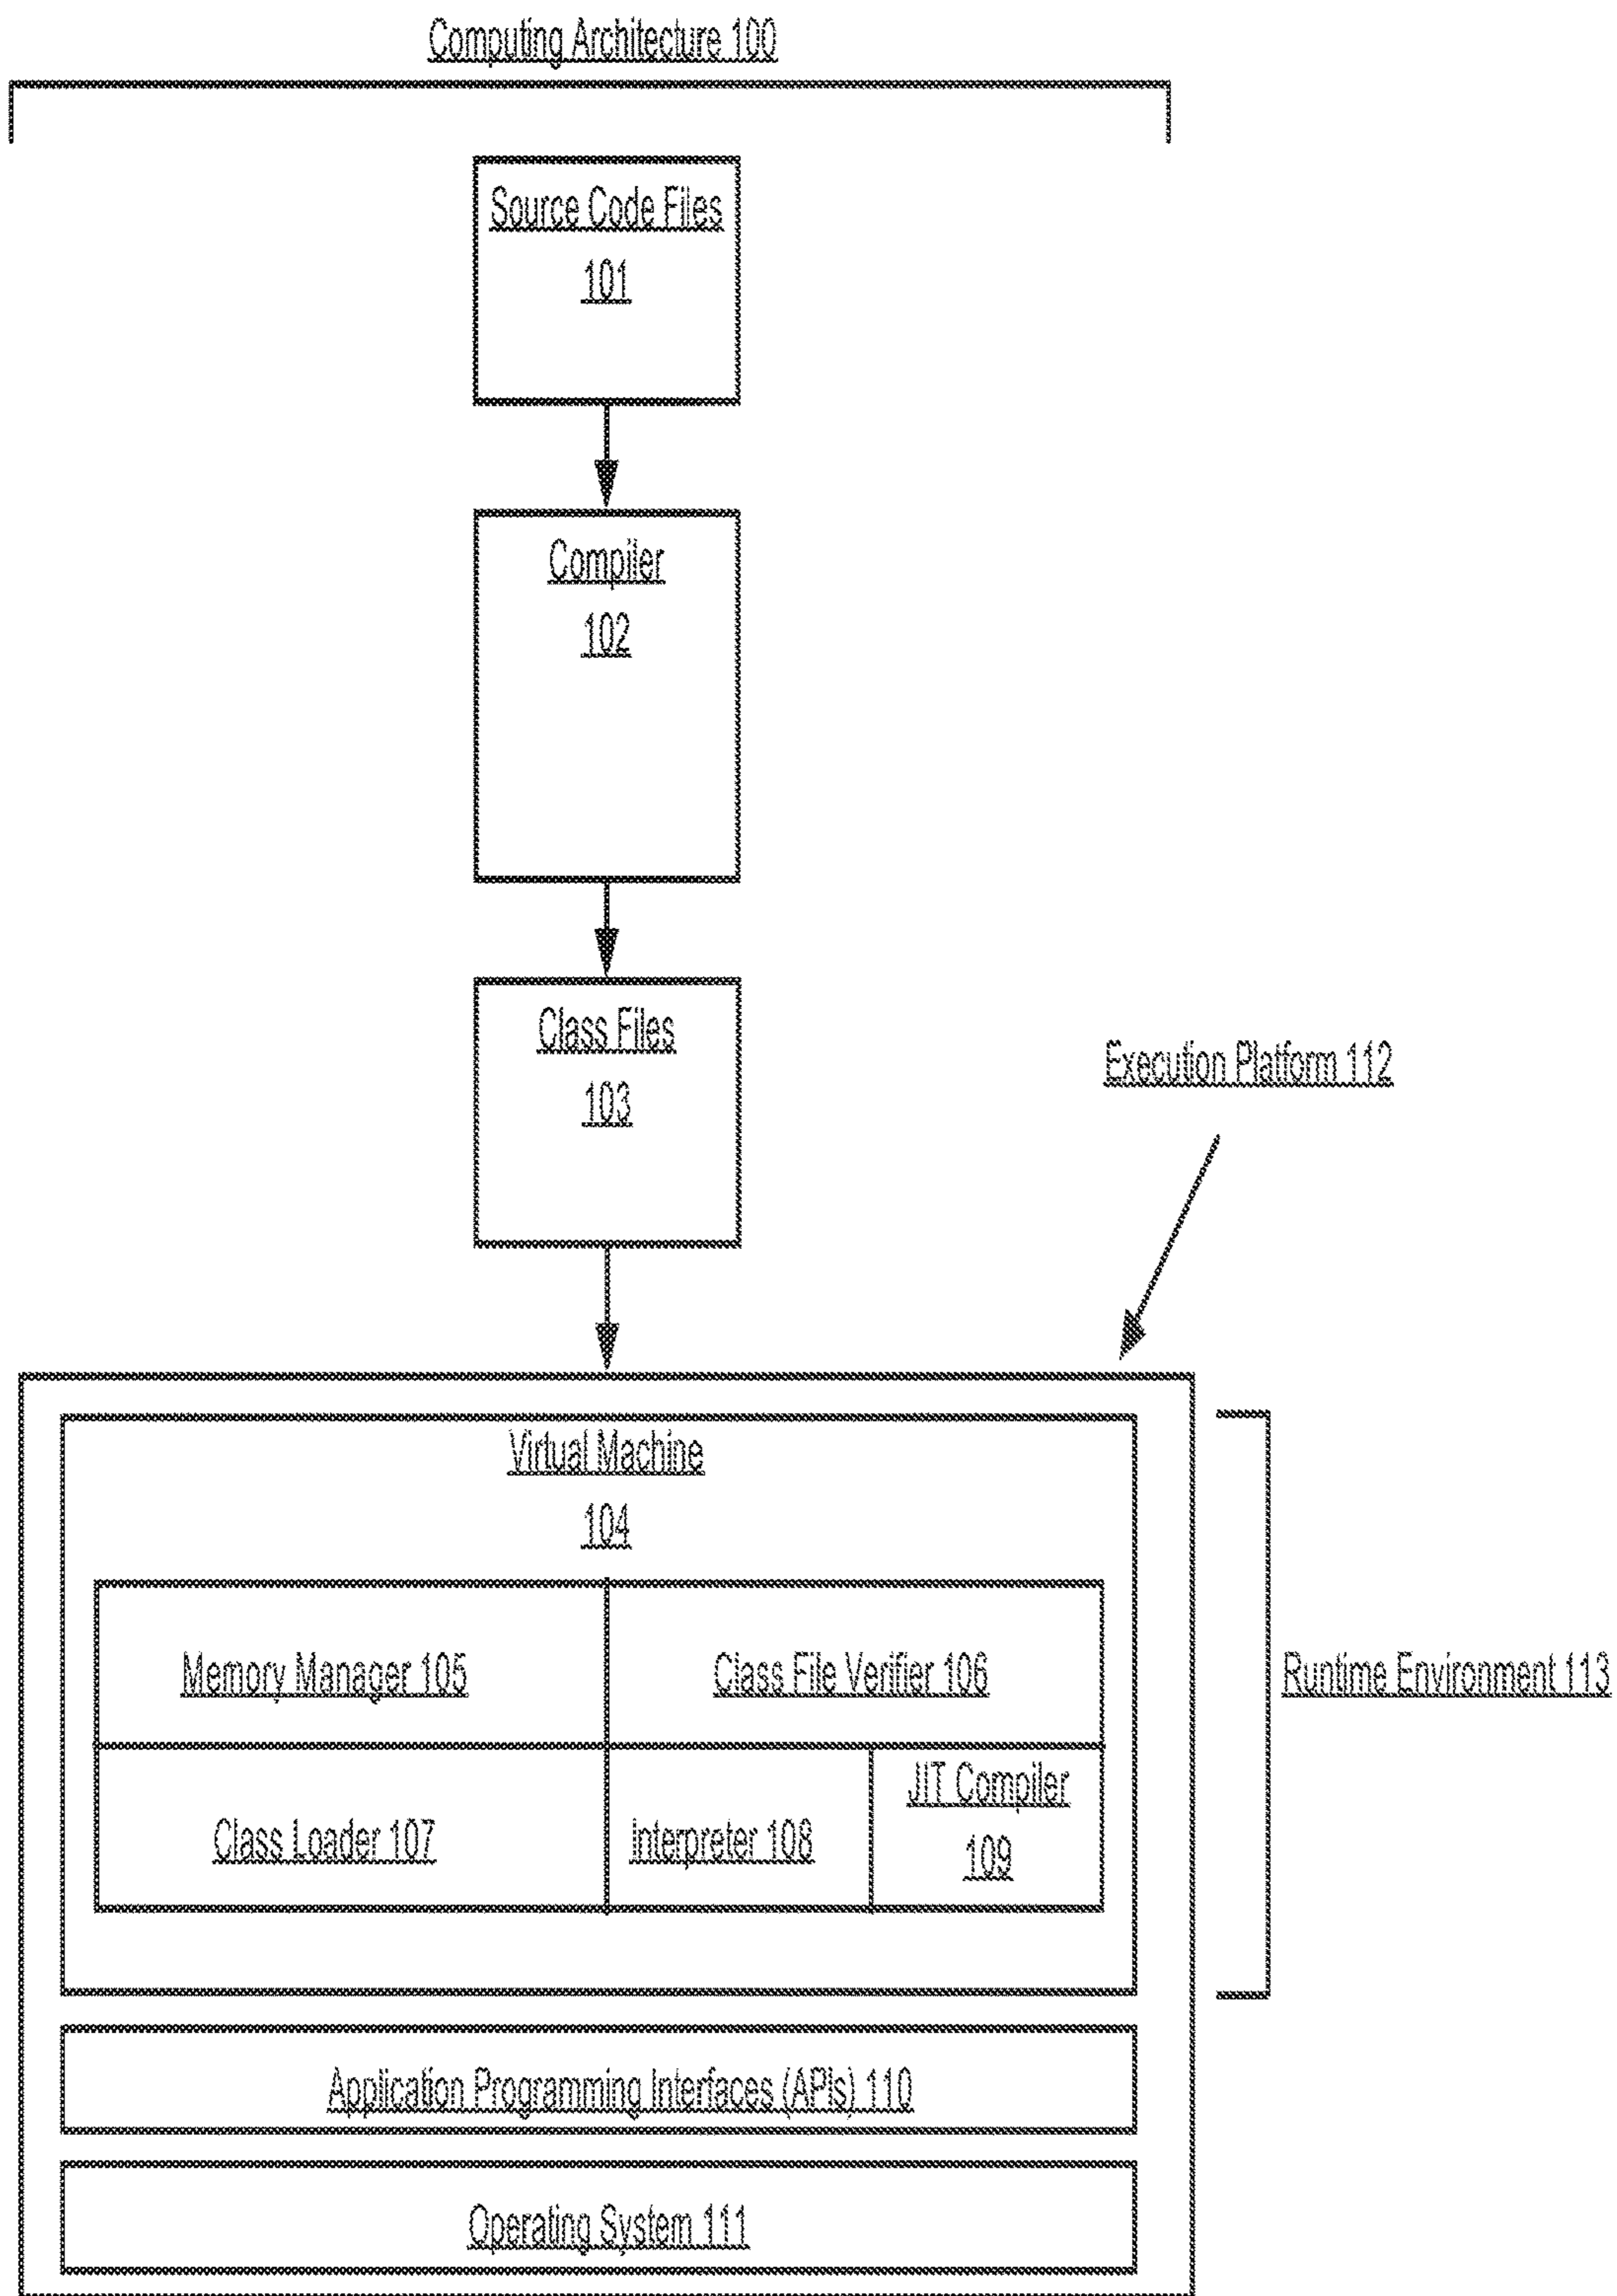 Computing Architecture 100
Source Code Files
101
Compiler
102
Class Files
103
Execution Platform 112
Virtual Machine
104
Memory Manager 105
Class File Verifier 106
Runtime Environment 113
Class Loader 107
Interpreter 108
JIT Compiler
109
Application Programming Interfaces (APIs) 110
Operating System 111